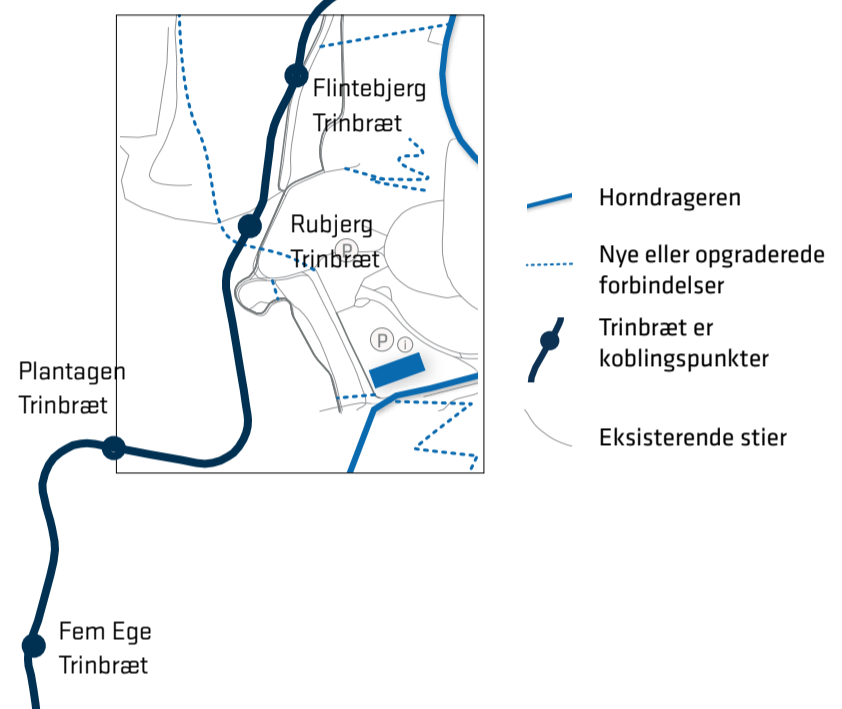 Flintebjerg
Trinbræt
Rubjerg
Trinbræt
P
P
i
Plantagen
Trinbræt
Fem Ege
Trinbræt
Horndrageren
Nye eller opgraderede
forbindelser
Trinbræt er
koblingspunkter
Eksisterende stier